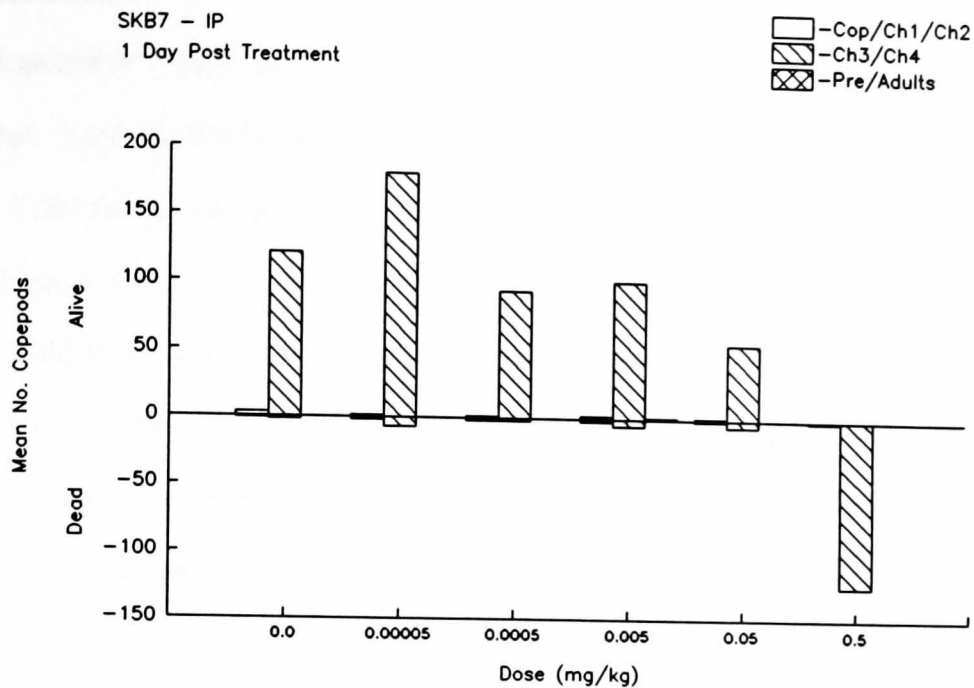 SKB7 - IP
1 Day Post Treatment
-Cop/Ch1/Ch2
-Ch3/Ch4
-Pre/Adults
Mean No. Copepods
Alive
Dead
200
150
100
50
0
-50
-100
-150
0.0
0.00005
0.0005
0.005
0.05
0.5
Dose (mg/kg)